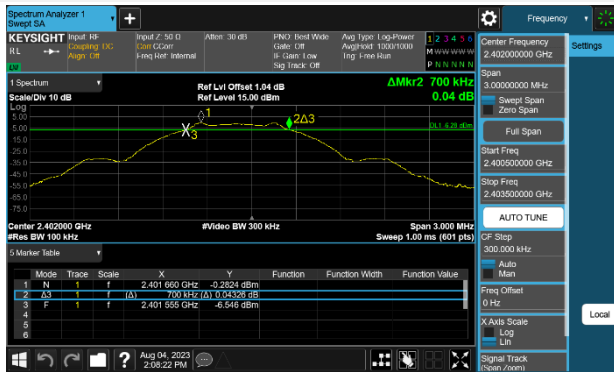 Spectrum Analyzer 1
Swept SA
Frequency
KEYSIGHT
RL
Input: RF
Coupling: DC
Align: Off
Input Z: 50 Ω
Corr CCorr
Freq Ref: Internal
Atten: 30 dB
PNO: Best Wide
Gate: Off
IF Gain: Low
Sig Track: Off
Avg Type: Log-Power
Avg|Hold: 1000/1000
Trig: Free Run
1 2 3 4 5 6
M W W W W W
P N N N N N
1 Spectrum
Scale/Div 10 dB
Log
Ref Lvl Offset 1.04 dB
Ref Level 15.00 dBm
ΔMkr2 700 kHz
0.04 dB
5.00
-5.00
-15.0
-25.0
-35.0
-45.0
-55.0
-65.0
-75.0
1
2Δ3
3
DL1 -6.28 dBm
Center 2.402000 GHz
#Res BW 100 kHz
#Video BW 300 kHz
Span 3.000 MHz
Sweep 1.00 ms (601 pts)
5 Marker Table
Mode Trace Scale X Y Function Function Width Function Value
1 N 1 f 2.401 660 GHz -0.2824 dBm
2 Δ3 1 f (Δ) 700 kHz (Δ) 0.04326 dB
3 F 1 f 2.401 555 GHz -6.546 dBm
4
5
6
Aug 04, 2023
2:08:22 PM
Center Frequency
2.402000000 GHz
Span
3.00000000 MHz
Swept Span
Zero Span
Full Span
Start Freq
2.400500000 GHz
Stop Freq
2.403500000 GHz
AUTO TUNE
CF Step
300.000 kHz
Auto
Man
Freq Offset
0 Hz
X Axis Scale
Log
Lin
Signal Track
(Span Zoom)
Settings
Local